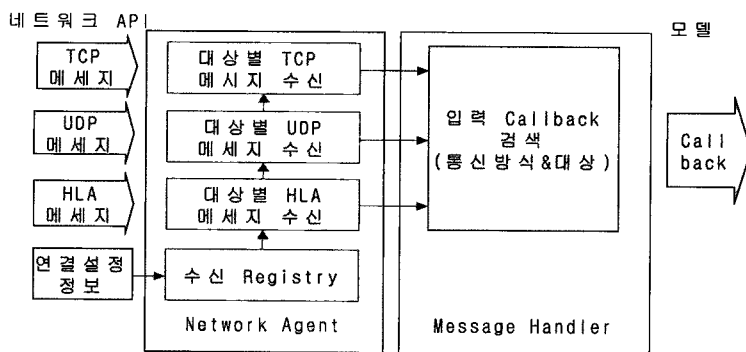 네트워크 API
모델
TCP
메세지
대상별 TCP
메시지 수신
UDP
메세지
대상별 UDP
메세지 수신
HLA
메세지
대상별 HLA
메세지 수신
연결설정
정보
수신 Registry
Network Agent
입력 Callback
검색
(통신방식&대상)
Message Handler
Call
back